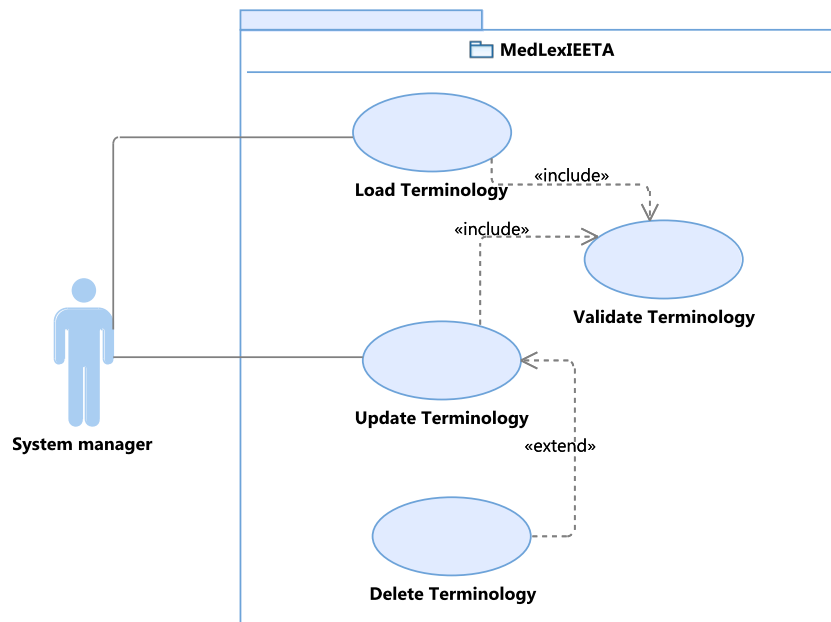 MedLexIEETA
Load Terminology
«include»
«include»
Validate Terminology
Update Terminology
System manager
«extend»
Delete Terminology